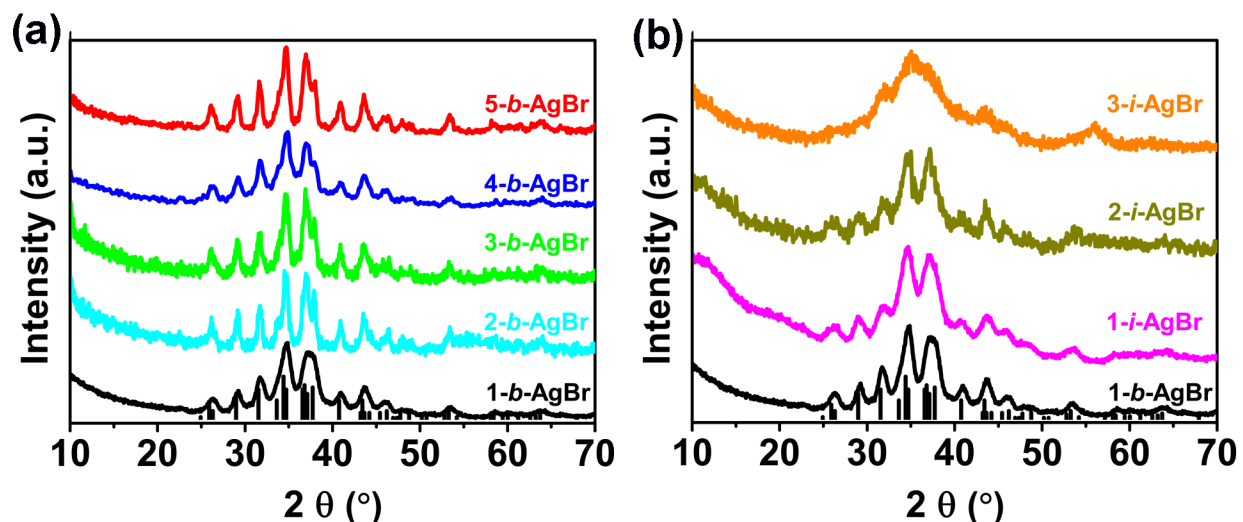 (a)
Intensity (a.u.)
5-b-AgBr
4-b-AgBr
3-b-AgBr
2-b-AgBr
1-b-AgBr
10 20 30 40 50 60 70
2 θ (°)
(b)
Intensity (a.u.)
3-i-AgBr
2-i-AgBr
1-i-AgBr
1-b-AgBr
10 20 30 40 50 60 70
2 θ (°)